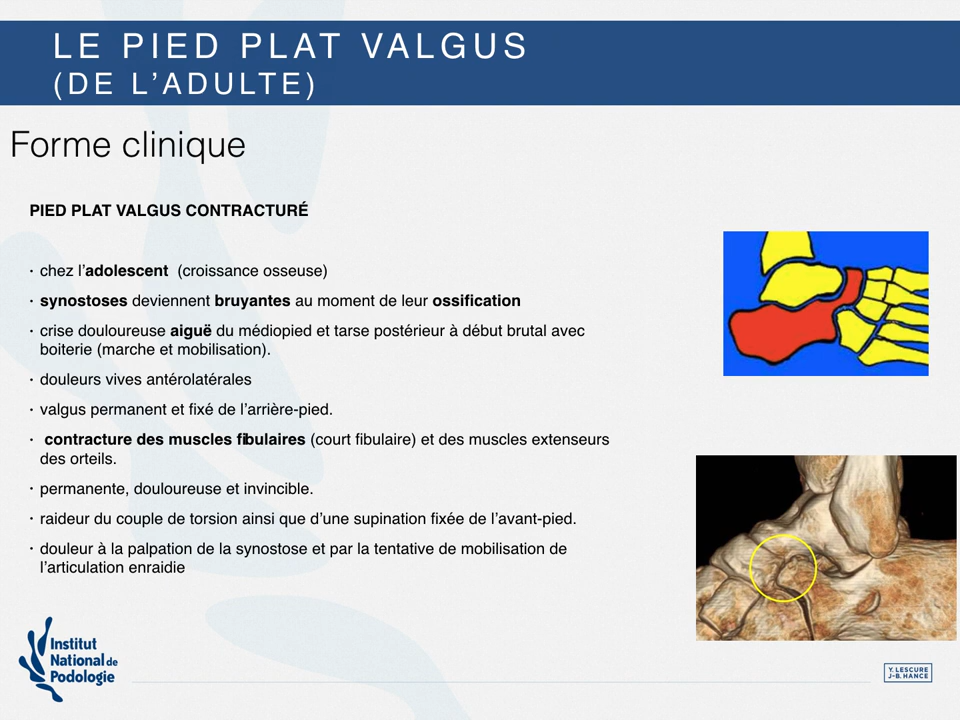 LE PIED PLAT VALGUS
(DE L’ADULTE)
Forme clinique
PIED PLAT VALGUS CONTRACTURÉ
· chez l’adolescent (croissance osseuse)
· synostoses deviennent bruyantes au moment de leur ossification
· crise douloureuse aiguë du médiopied et tarse postérieur à début brutal avec
boiterie (marche et mobilisation).
· douleurs vives antérolatérales
· valgus permanent et fixé de l’arrière-pied.
· contracture des muscles fibulaires (court fibulaire) et des muscles extenseurs
des orteils.
· permanente, douloureuse et invincible.
· raideur du couple de torsion ainsi que d’une supination fixée de l’avant-pied.
· douleur à la palpation de la synostose et par la tentative de mobilisation de
l’articulation enraidie
Institut
National de
Podologie
Y. LESCURE
J-B. HANCE